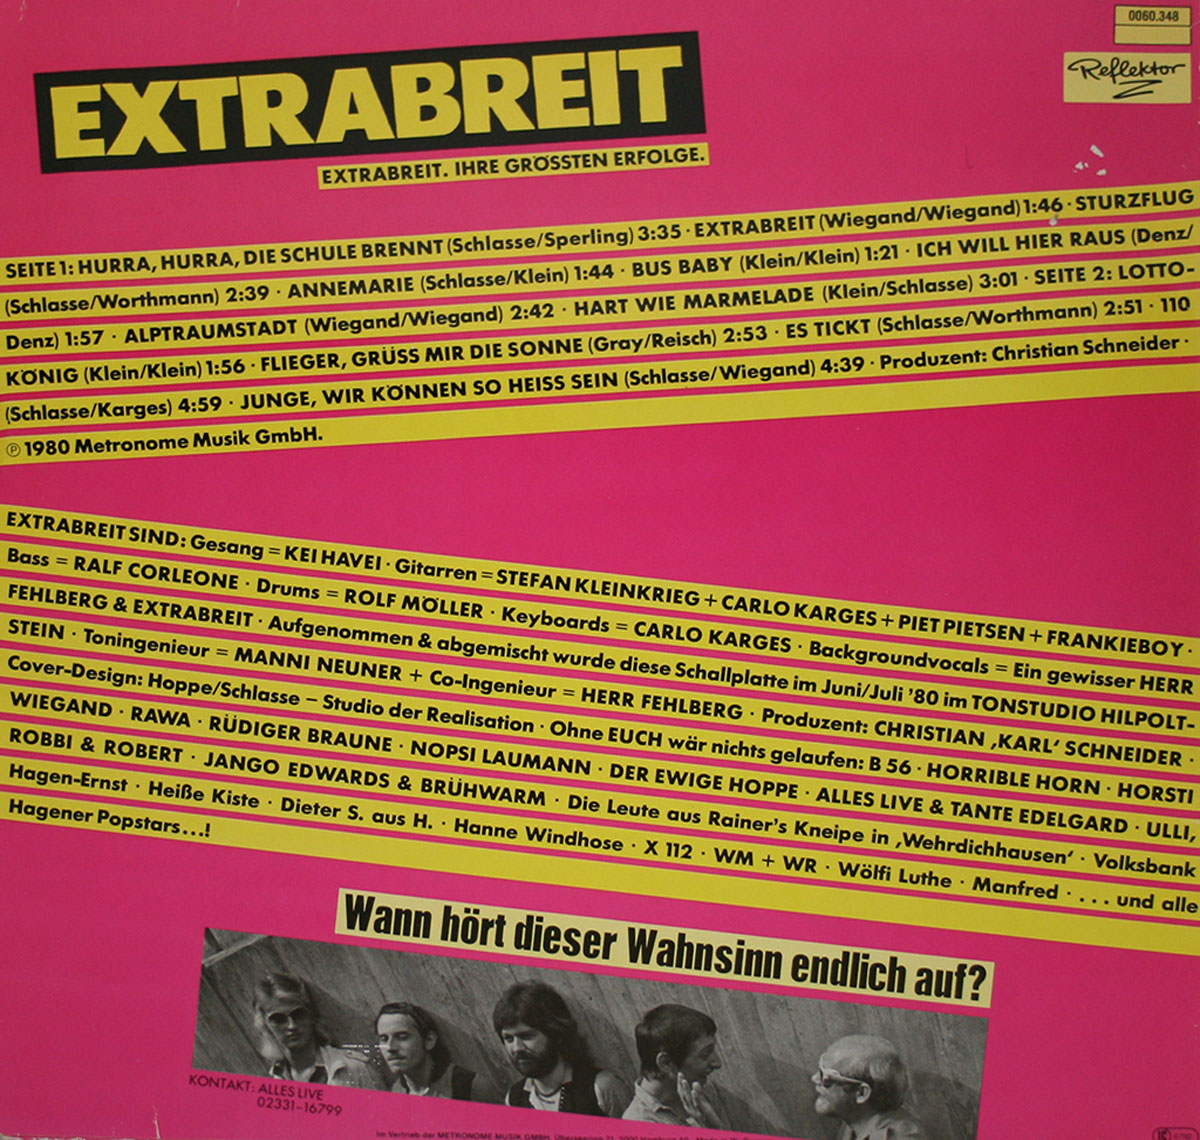 0060.348
Reflektor
EXTRABREIT
EXTRABREIT. IHRE GRÖSSTEN ERFOLGE.
SEITE 1: HURRA, HURRA, DIE SCHULE BRENNT (Schlasse/Sperling) 3:35 · EXTRABREIT (Wiegand/Wiegand) 1:46 · STURZFLUG
(Schlasse/Worthmann) 2:39 · ANNEMARIE (Schlasse/Klein) 1:44 · BUS BABY (Klein/Klein) 1:21 · ICH WILL HIER RAUS (Denz/
Denz) 1:57 · ALPTRAUMSTADT (Wiegand/Wiegand) 2:42 · HART WIE MARMELADE (Klein/Schlasse) 3:01 · SEITE 2: LOTTO-
KÖNIG (Klein/Klein) 1:56 · FLIEGER, GRÜSS MIR DIE SONNE (Gray/Reisch) 2:53 · ES TICKT (Schlasse/Worthmann) 2:51 · 110
(Schlasse/Karges) 4:59 · JUNGE, WIR KÖNNEN SO HEISS SEIN (Schlasse/Wiegand) 4:39 · Produzent: Christian Schneider ·
℗ 1980 Metronome Musik GmbH.
EXTRABREIT SIND: Gesang = KEI HAVEI · Gitarren = STEFAN KLEINKRIEG + CARLO KARGES + PIET PIETSEN + FRANKIEBOY ·
Bass = RALF CORLEONE · Drums = ROLF MÖLLER · Keyboards = CARLO KARGES · Backgroundvocals = Ein gewisser HERR
FEHLBERG & EXTRABREIT · Aufgenommen & abgemischt wurde diese Schallplatte im Juni/Juli '80 im TONSTUDIO HILPOLT-
STEIN · Toningenieur = MANNI NEUNER + Co-Ingenieur = HERR FEHLBERG · Produzent: CHRISTIAN ‚KARL' SCHNEIDER ·
Cover-Design: Hoppe/Schlasse – Studio der Realisation · Ohne EUCH wär nichts gelaufen: B 56 · HORRIBLE HORN · HORSTI
WIEGAND · RAWA · RÜDIGER BRAUNE · NOPSI LAUMANN · DER EWIGE HOPPE · ALLES LIVE & TANTE EDELGARD · ULLI,
ROBBI & ROBERT · JANGO EDWARDS & BRÜHWARM · Die Leute aus Rainer's Kneipe in ‚Wehrdichhausen' · Volksbank
Hagen-Ernst · Heiße Kiste · Dieter S. aus H. · Hanne Windhose · X 112 · WM + WR · Wölfi Luthe · Manfred · . . . und alle
Hagener Popstars...!
Wann hört dieser Wahnsinn endlich auf?
KONTAKT: ALLES LIVE
02331-16799
Im Vertrieb der METRONOME MUSIK GMBH,